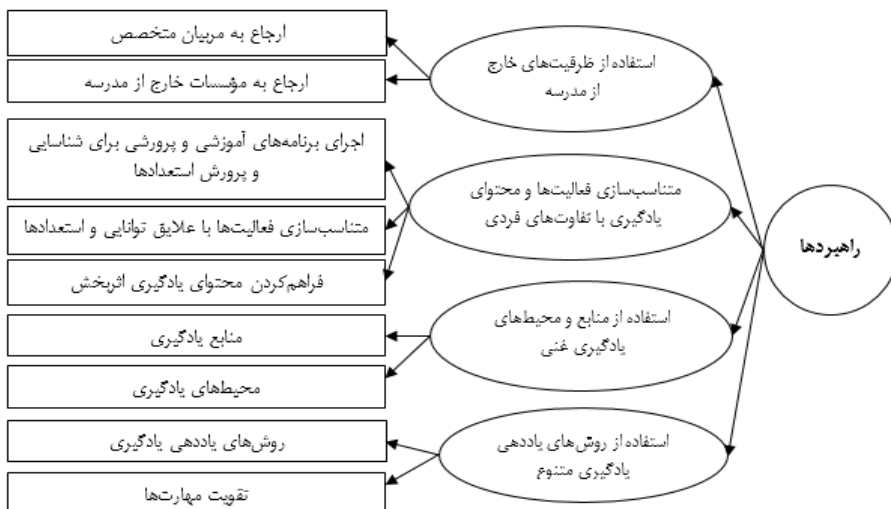 راهبردها
استفاده از ظرفیت‌های خارج
از مدرسه
ارجاع به مربیان متخصص
ارجاع به مؤسسات خارج از مدرسه
متناسب‌سازی فعالیت‌ها و محتوای
یادگیری با تفاوت‌های فردی
اجرای برنامه‌های آموزشی و پرورشی برای شناسایی
و پرورش استعدادها
متناسب‌سازی فعالیت‌ها با علایق توانایی و استعدادها
فراهم‌کردن محتوای یادگیری اثربخش
استفاده از منابع و محیط‌های
یادگیری غنی
منابع یادگیری
محیط‌های یادگیری
استفاده از روش‌های یاددهی
یادگیری متنوع
روش‌های یاددهی یادگیری
تقویت مهارت‌ها